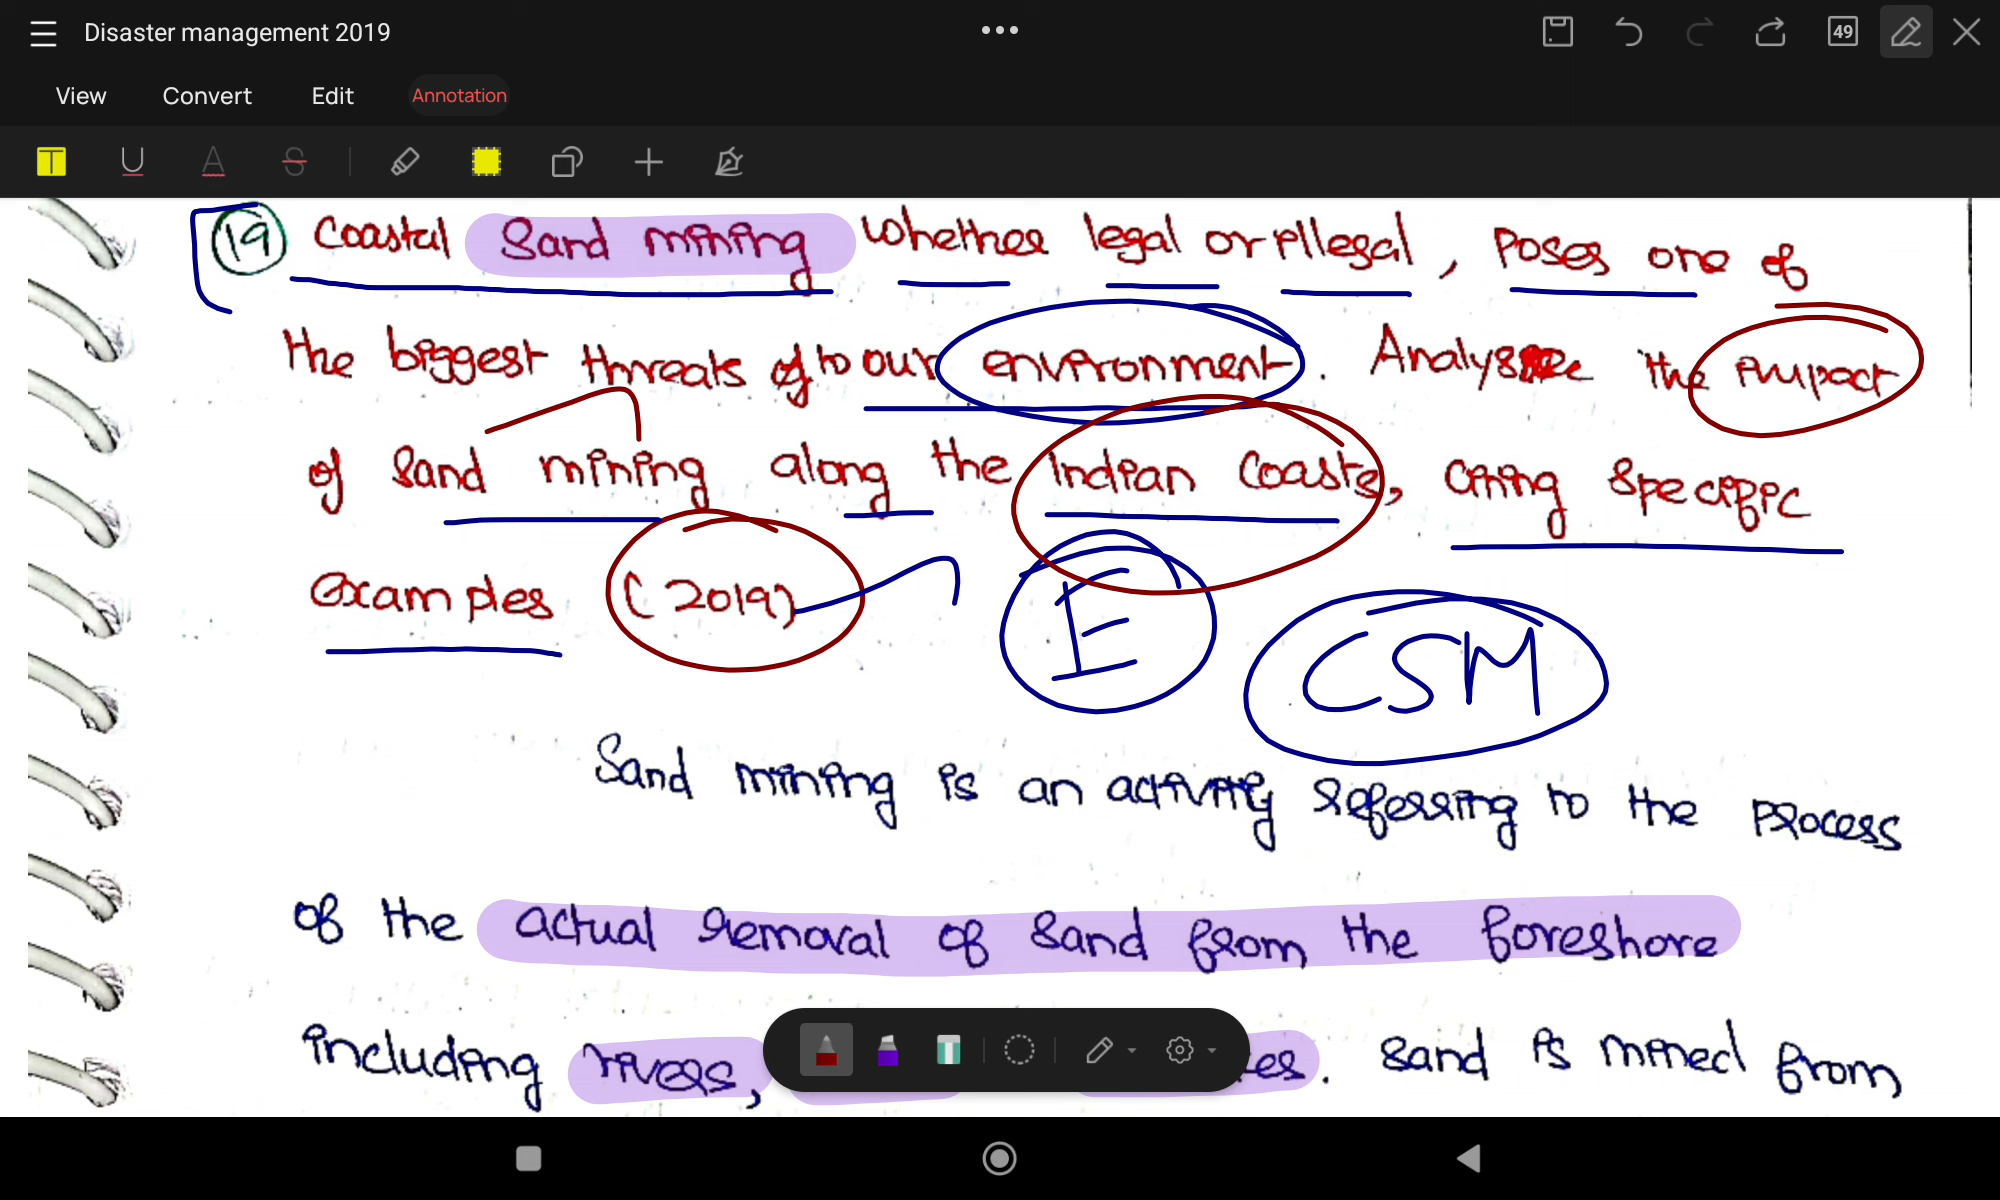 Disaster management 2019
49
View Convert Edit Annotation
T U A S
19 Coastal Sand mining whether legal or illegal, poses one of
the biggest threats of to our environment. Analyse the impact
of sand mining along the Indian Coasts, citing specific
examples (2019)
E
CSM
Sand mining is an activity referring to the process
of the actual removal of sand from the foreshore
including rivers, es. Sand is mined from